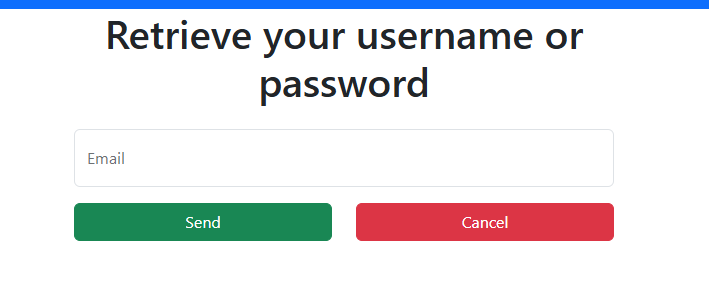 Retrieve your username or
password
Email
Send
Cancel